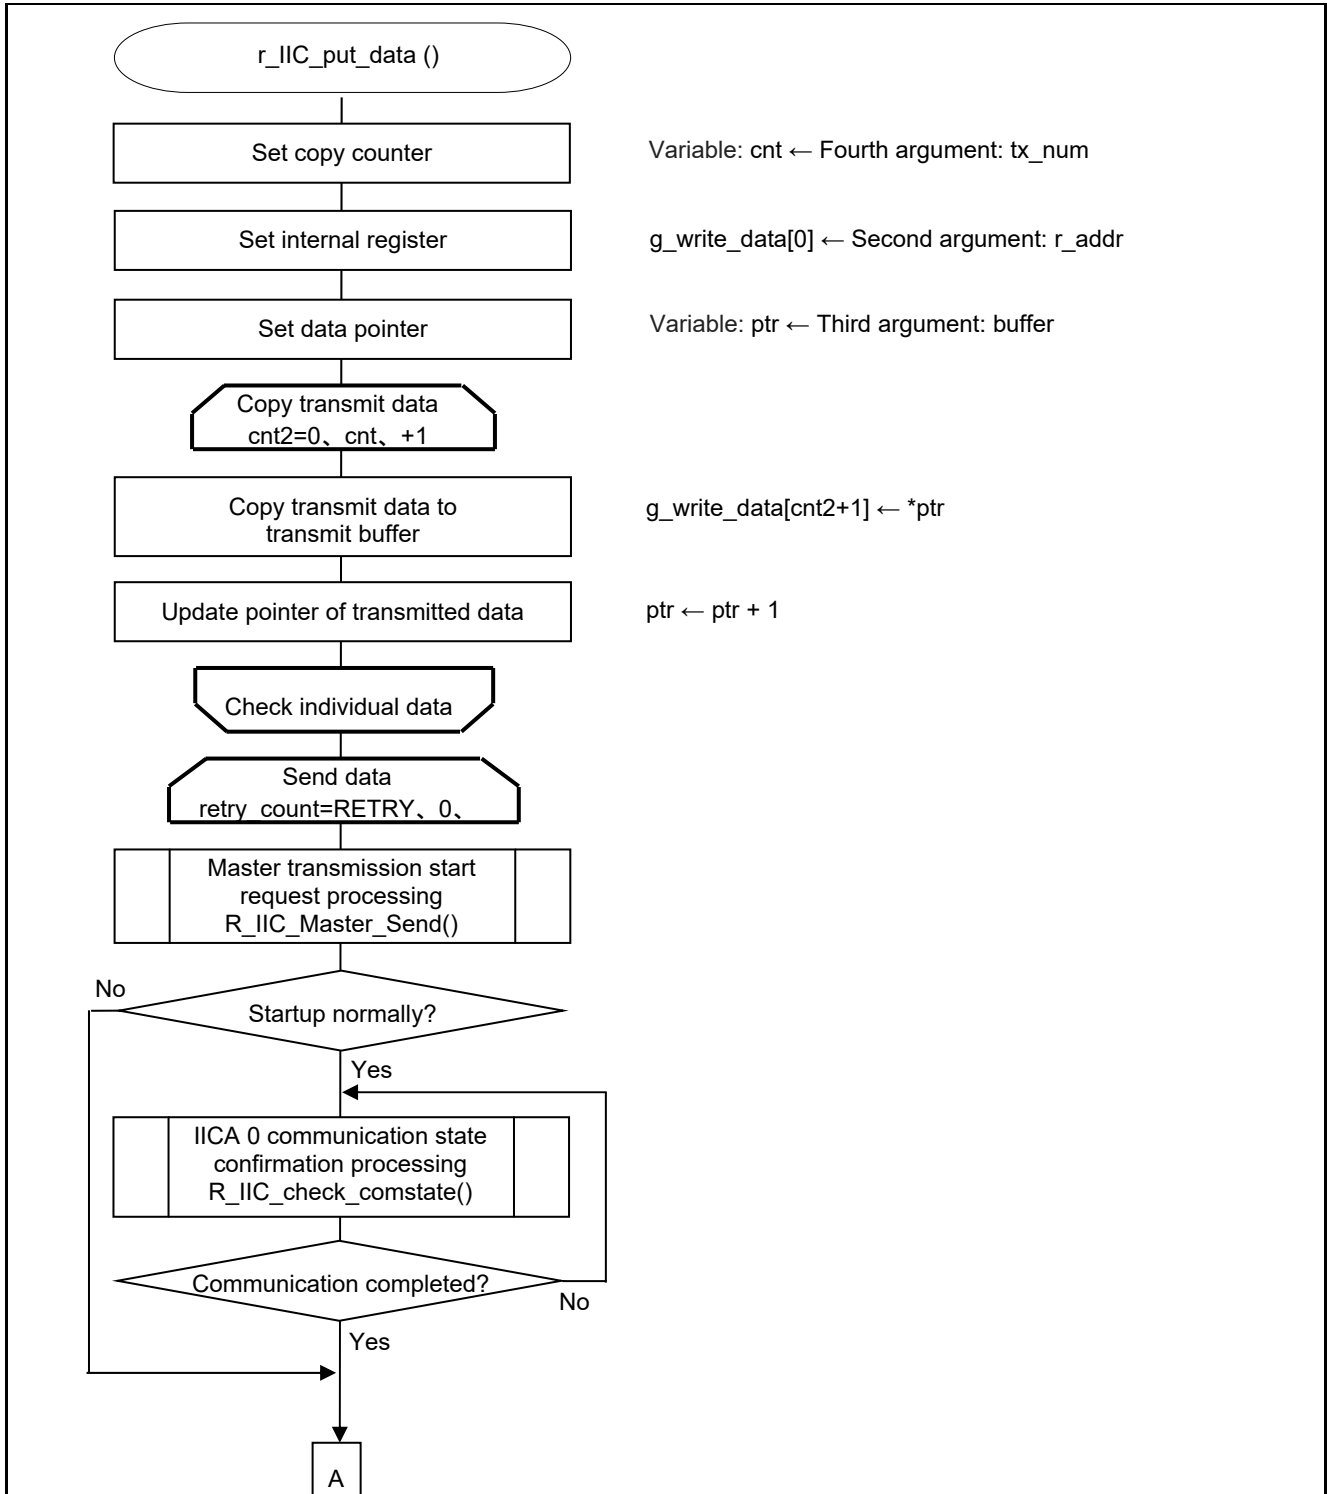 r_IIC_put_data ()
Set copy counter
Variable: cnt ← Fourth argument: tx_num
Set internal register
g_write_data[0] ← Second argument: r_addr
Set data pointer
Variable: ptr ← Third argument: buffer
Copy transmit data
cnt2=0、cnt、+1
Copy transmit data to
transmit buffer
g_write_data[cnt2+1] ← *ptr
Update pointer of transmitted data
ptr ← ptr + 1
Check individual data
Send data
retry_count=RETRY、0、
Master transmission start
request processing
R_IIC_Master_Send()
No
Startup normally?
Yes
IICA 0 communication state
confirmation processing
R_IIC_check_comstate()
Communication completed?
No
Yes
A